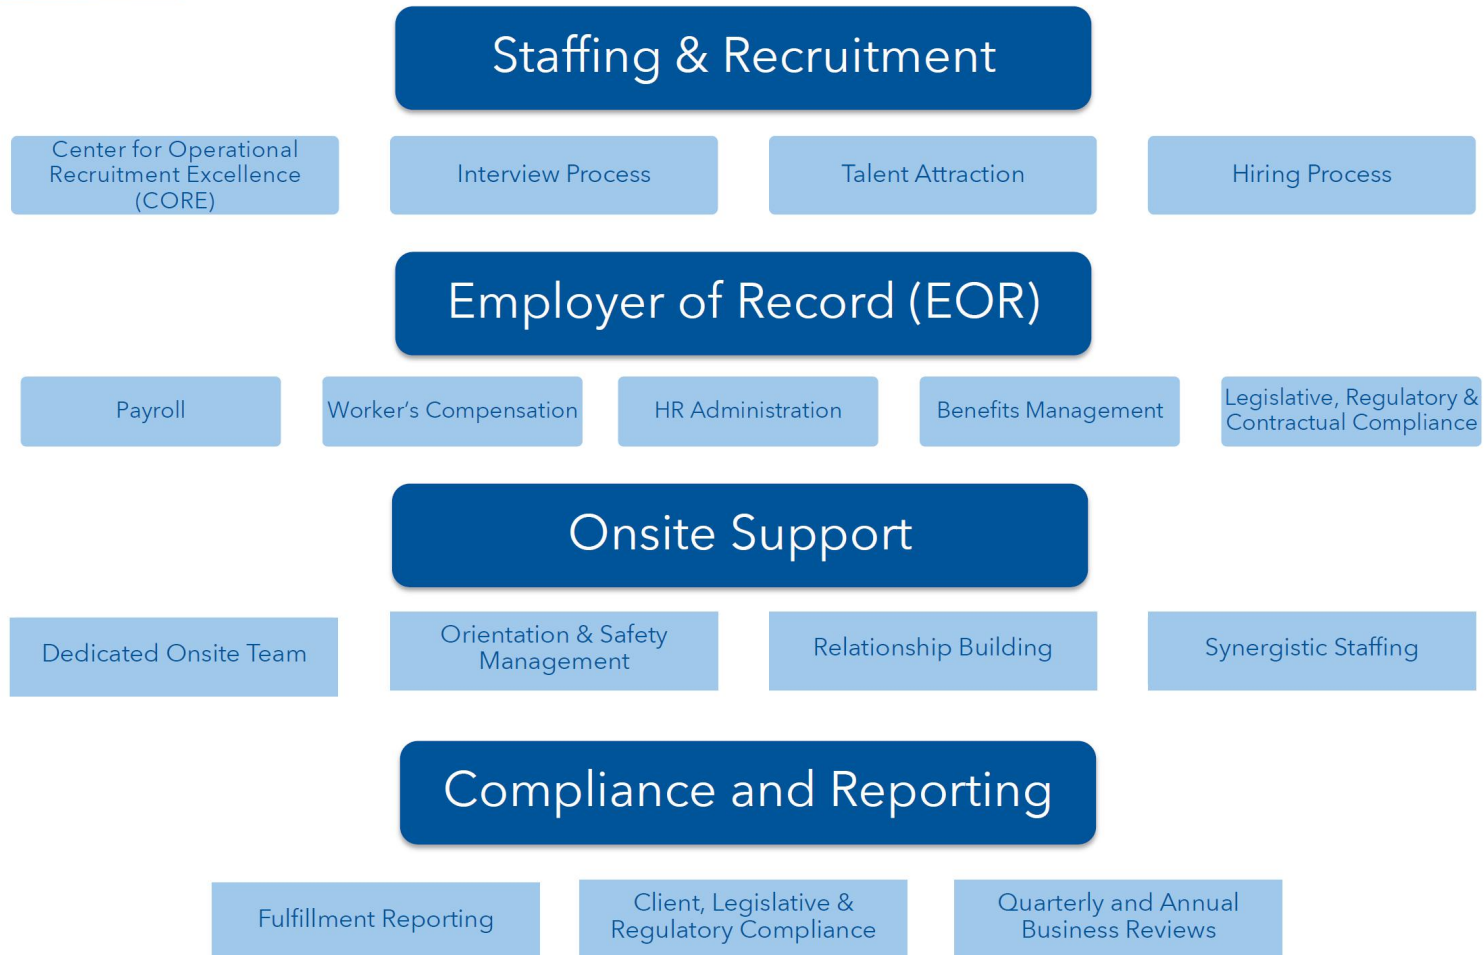 Staffing & Recruitment
Center for Operational
Recruitment Excellence
(CORE)
Interview Process
Talent Attraction
Hiring Process
Employer of Record (EOR)
Payroll
Worker’s Compensation
HR Administration
Benefits Management
Legislative, Regulatory &
Contractual Compliance
Onsite Support
Dedicated Onsite Team
Orientation & Safety
Management
Relationship Building
Synergistic Staffing
Compliance and Reporting
Fulfillment Reporting
Client, Legislative &
Regulatory Compliance
Quarterly and Annual
Business Reviews